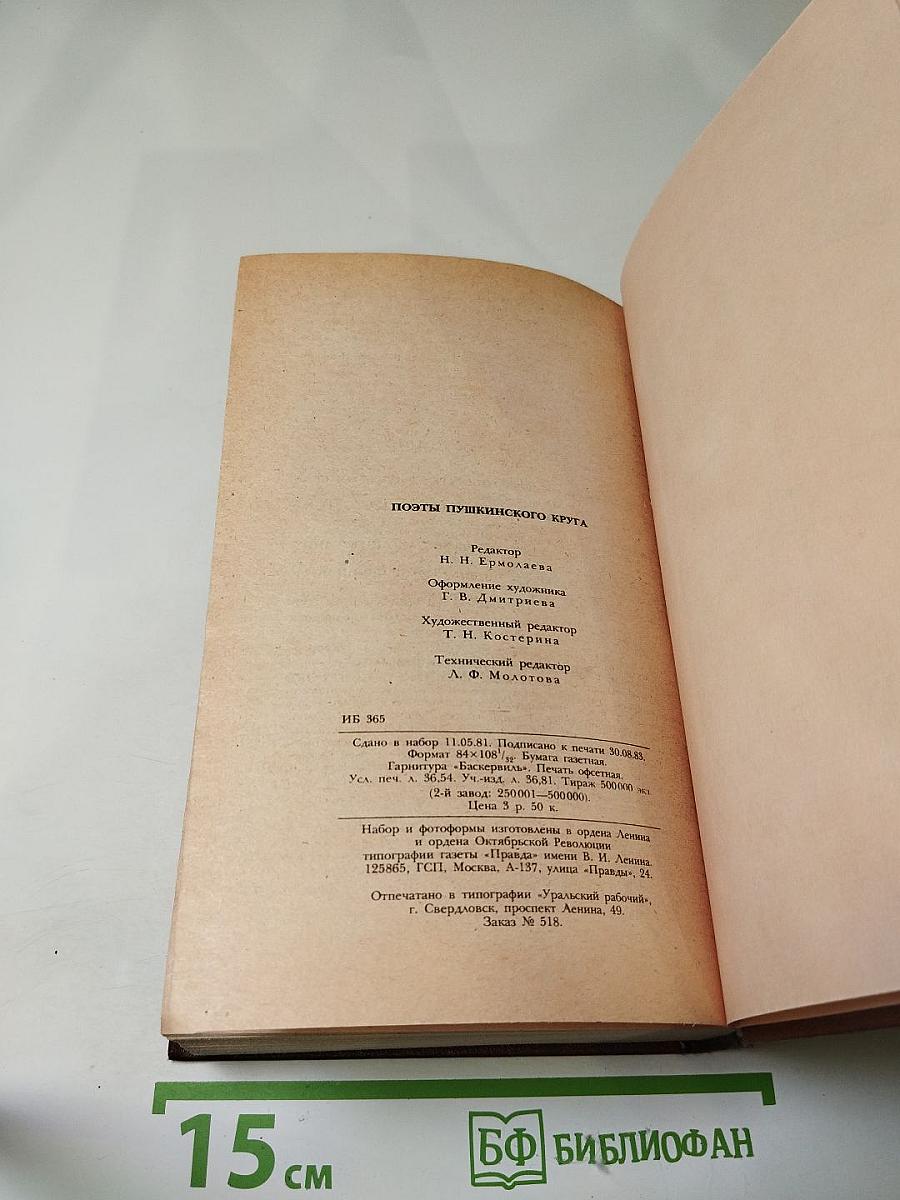 ПОЭТЫ ПУШКИНСКОГО КРУГА
Редактор
Н. Н. Ермолаева
Оформление художника
Г. В. Дмитриева
Художественный редактор
Т. Н. Костерина
Технический редактор
Л. Ф. Молотова
ИБ 365
Сдано в набор 11.05.81. Подписано к печати 30.08.83.
Формат 84×108 1/32. Бумага газетная.
Гарнитура «Баскервиль». Печать офсетная.
Усл. печ. л. 36,54. Уч.-изд. л. 36,81. Тираж 500000 экз.
(2-й завод: 250001—500000).
Цена 3 р. 50 к.
Набор и фотоформы изготовлены в ордена Ленина
и ордена Октябрьской Революции
типографии газеты «Правда» имени В. И. Ленина.
125865, ГСП, Москва, А-137, улица «Правды», 24.
Отпечатано в типографии «Уральский рабочий»,
г. Свердловск, проспект Ленина, 49.
Заказ № 518.
15 см
БФ БИБЛИОФАН